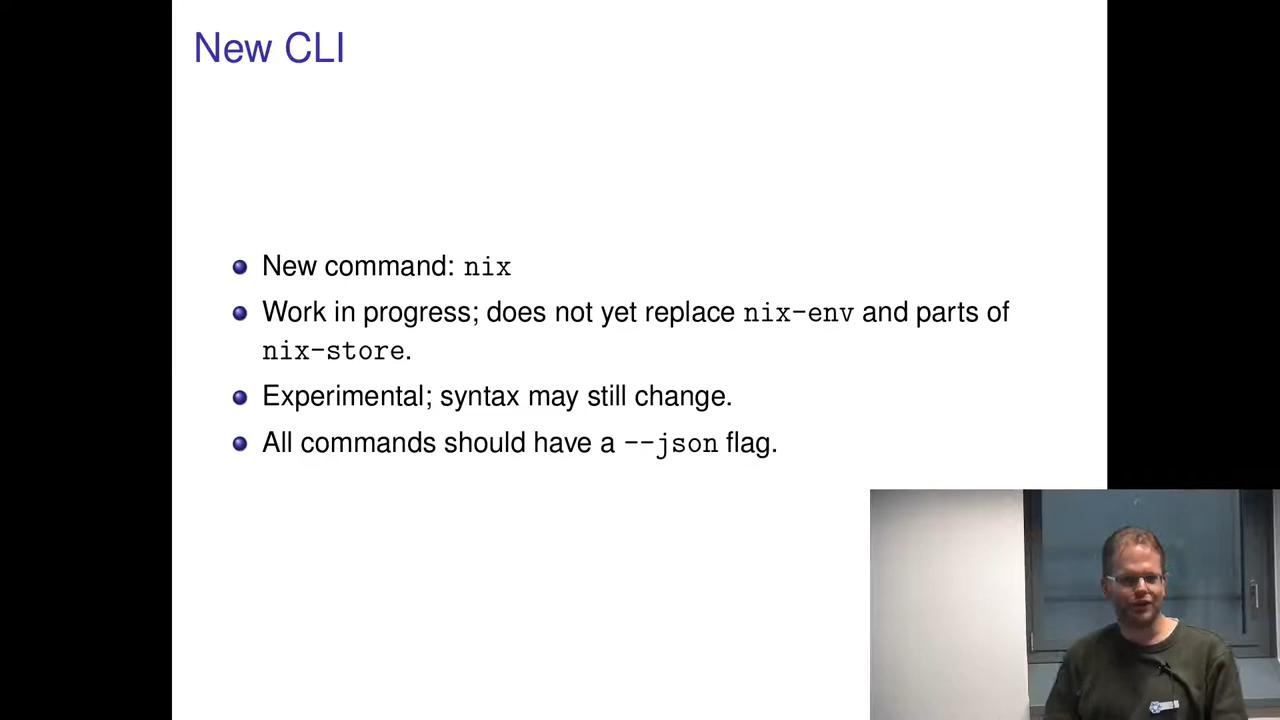 New CLI
New command: nix
Work in progress; does not yet replace nix-env and parts of
nix-store.
Experimental; syntax may still change.
All commands should have a --json flag.